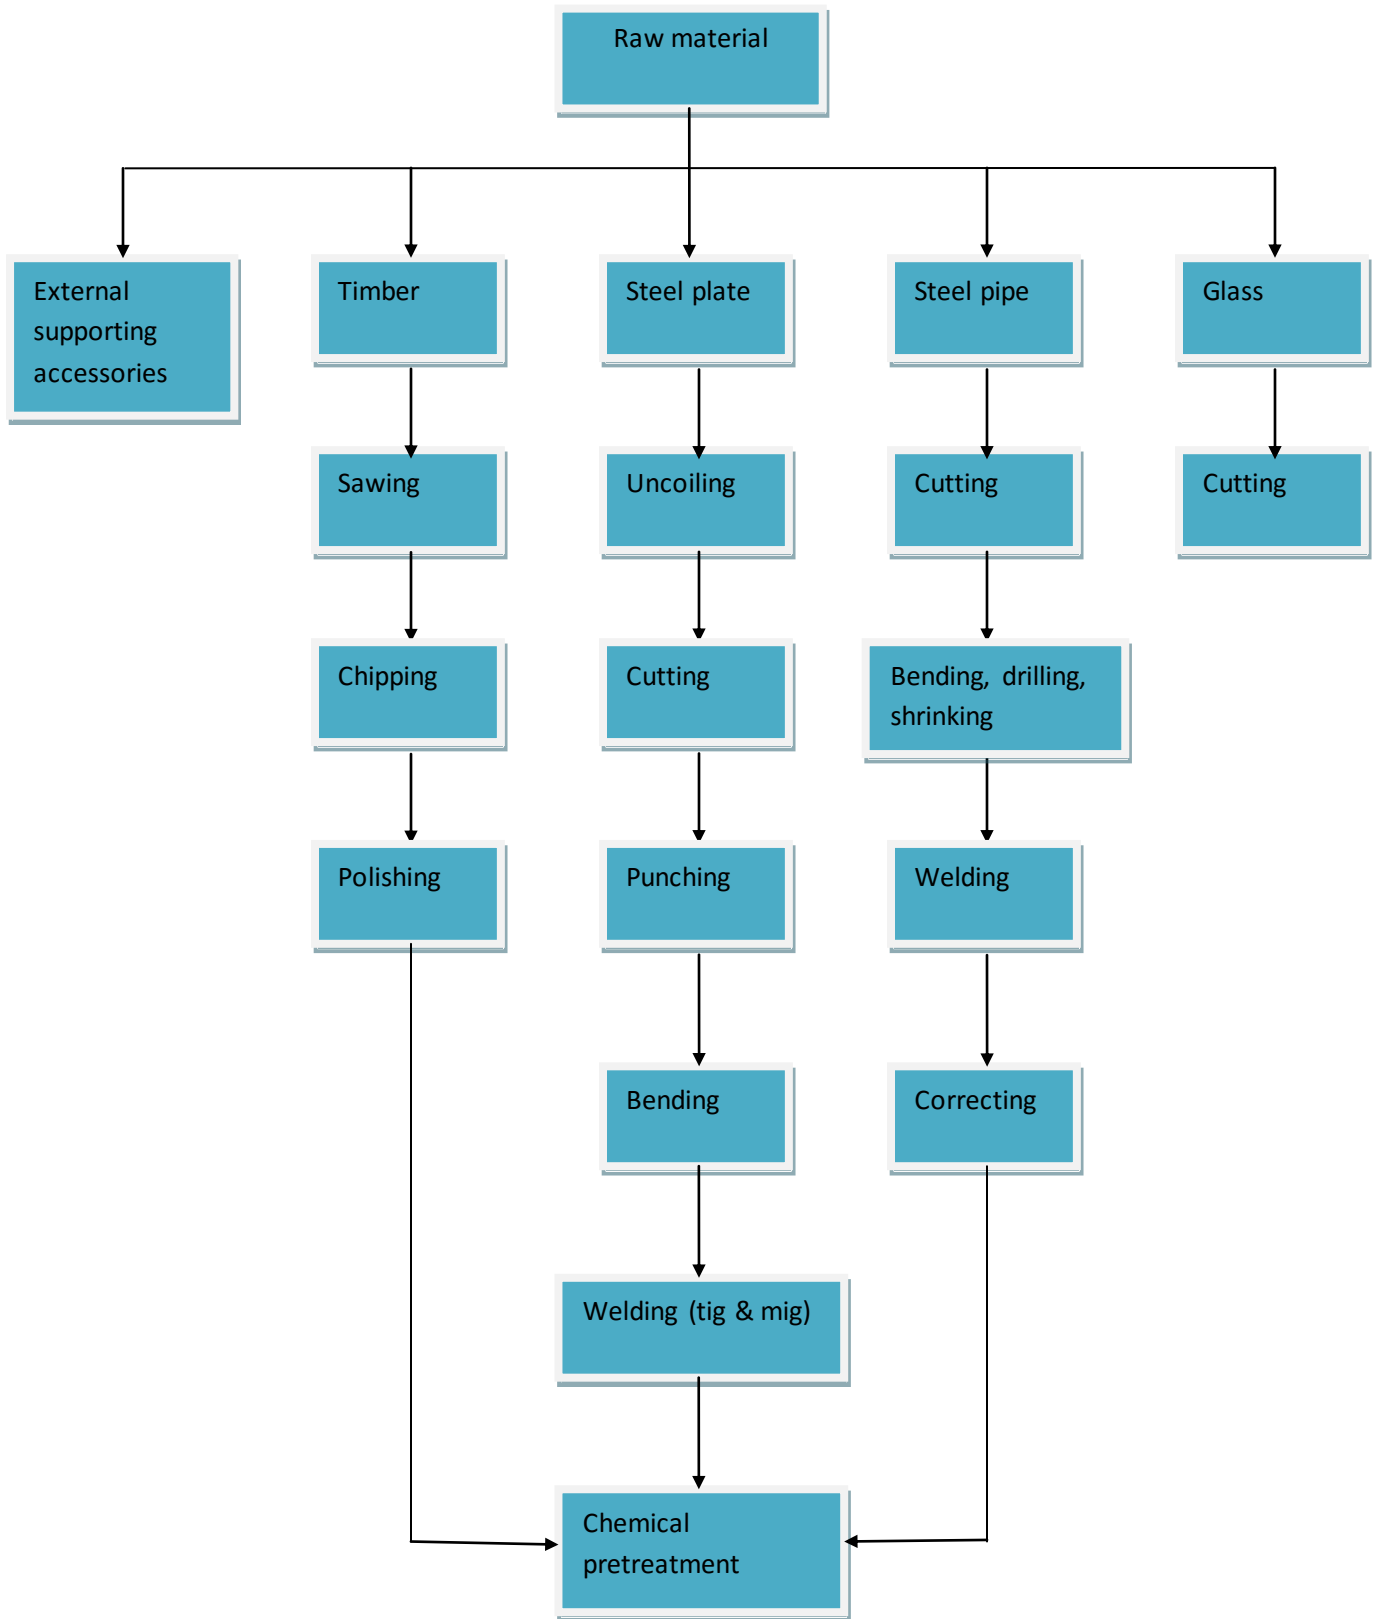 Raw material
External
supporting
accessories
Timber
Steel plate
Steel pipe
Glass
Sawing
Uncoiling
Cutting
Cutting
Chipping
Cutting
Bending, drilling,
shrinking
Polishing
Punching
Welding
Bending
Correcting
Welding (tig & mig)
Chemical
pretreatment